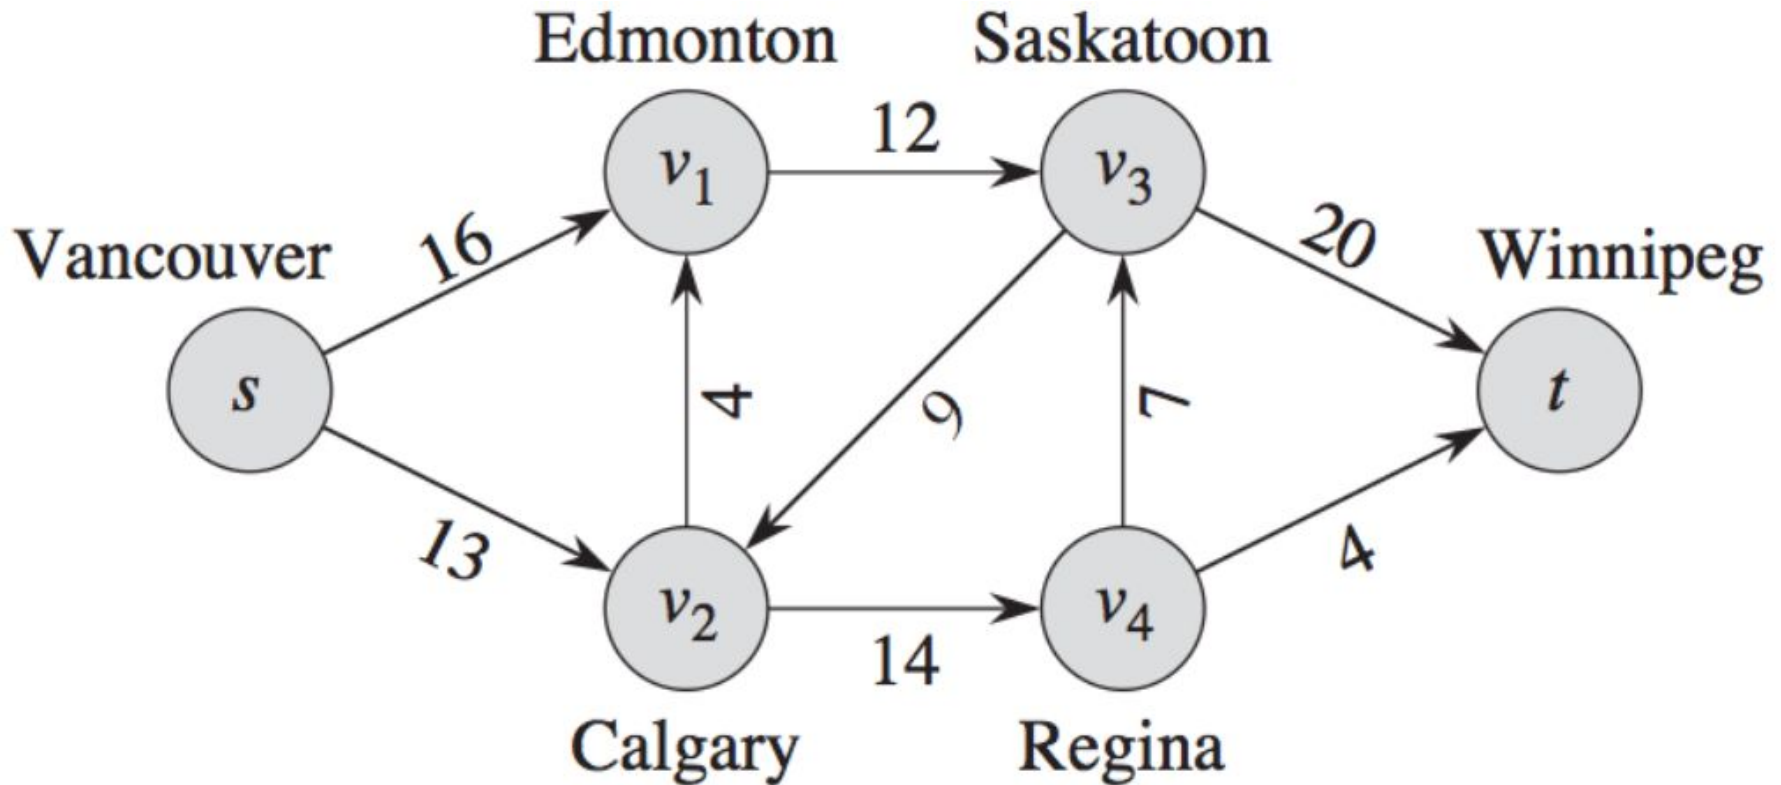 Edmonton
Saskatoon
12
v1
v3
16
20
Vancouver
Winnipeg
s
4
9
7
t
13
4
v2
v4
14
Calgary
Regina